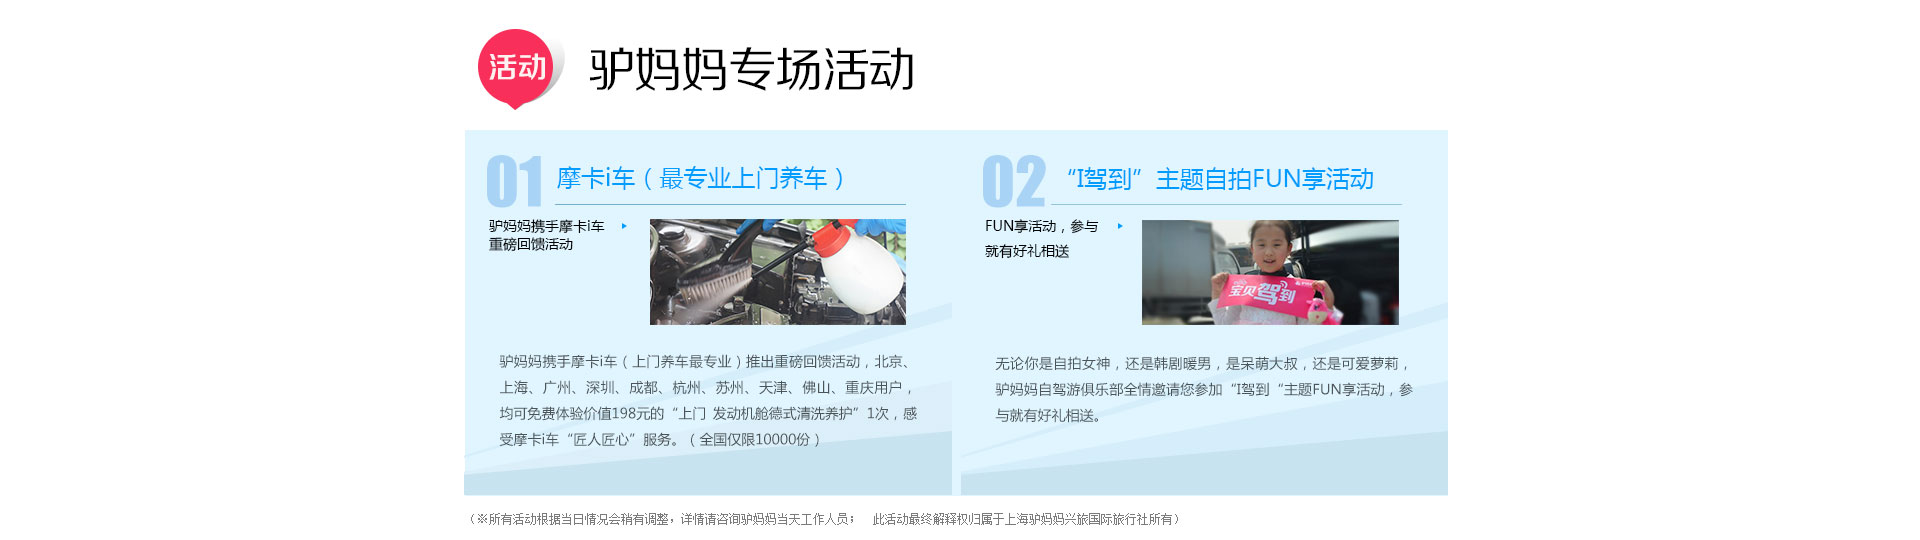 活动
驴妈妈专场活动
01
摩卡i车（最专业上门养车）
驴妈妈携手摩卡i车
重磅回馈活动
驴妈妈携手摩卡i车（上门养车最专业）推出重磅回馈活动，北京、
上海、广州、深圳、成都、杭州、苏州、天津、佛山、重庆用户，
均可免费体验价值198元的“上门 发动机舱德式清洗养护”1次，感
受摩卡i车“匠人匠心”服务。（全国仅限10000份）
02
“I驾到”主题自拍FUN享活动
FUN享活动，参与
就有好礼相送
宝贝驾到
无论你是自拍女神，还是韩剧暖男，是呆萌大叔，还是可爱萝莉，
驴妈妈自驾游俱乐部全情邀请您参加“I驾到“主题FUN享活动，参
与就有好礼相送。
（※所有活动根据当日情况会稍有调整，详情请咨询驴妈妈当天工作人员； 此活动最终解释权归属于上海驴妈妈兴旅国际旅行社所有）